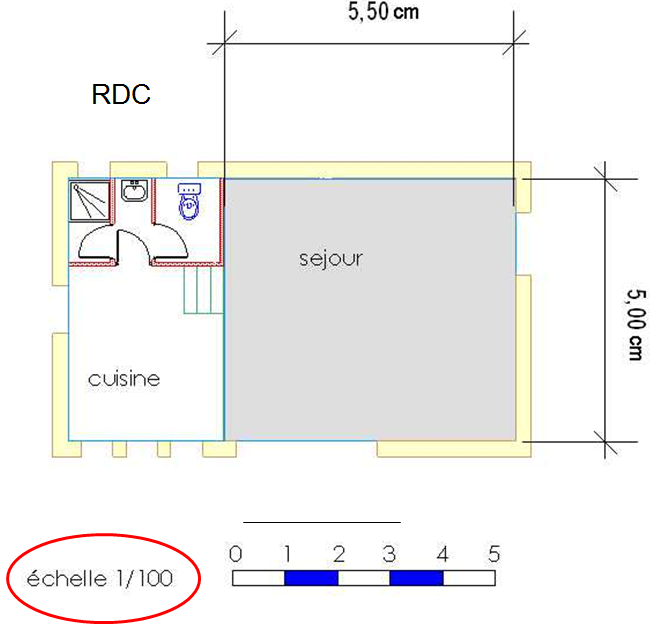 5,50 cm
RDC
sejour
5,00 cm
cuisine
0 1 2 3 4 5
échelle 1/100